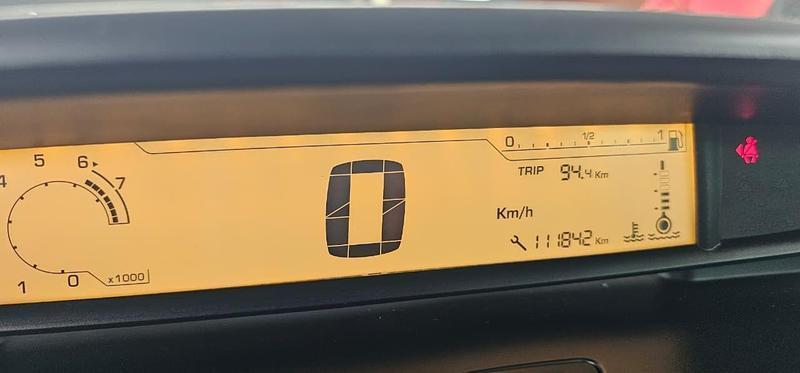 4 5 6 7
1 0 x1000
0
0 1/2 1
TRIP 94.4 Km
Km/h
111842 Km